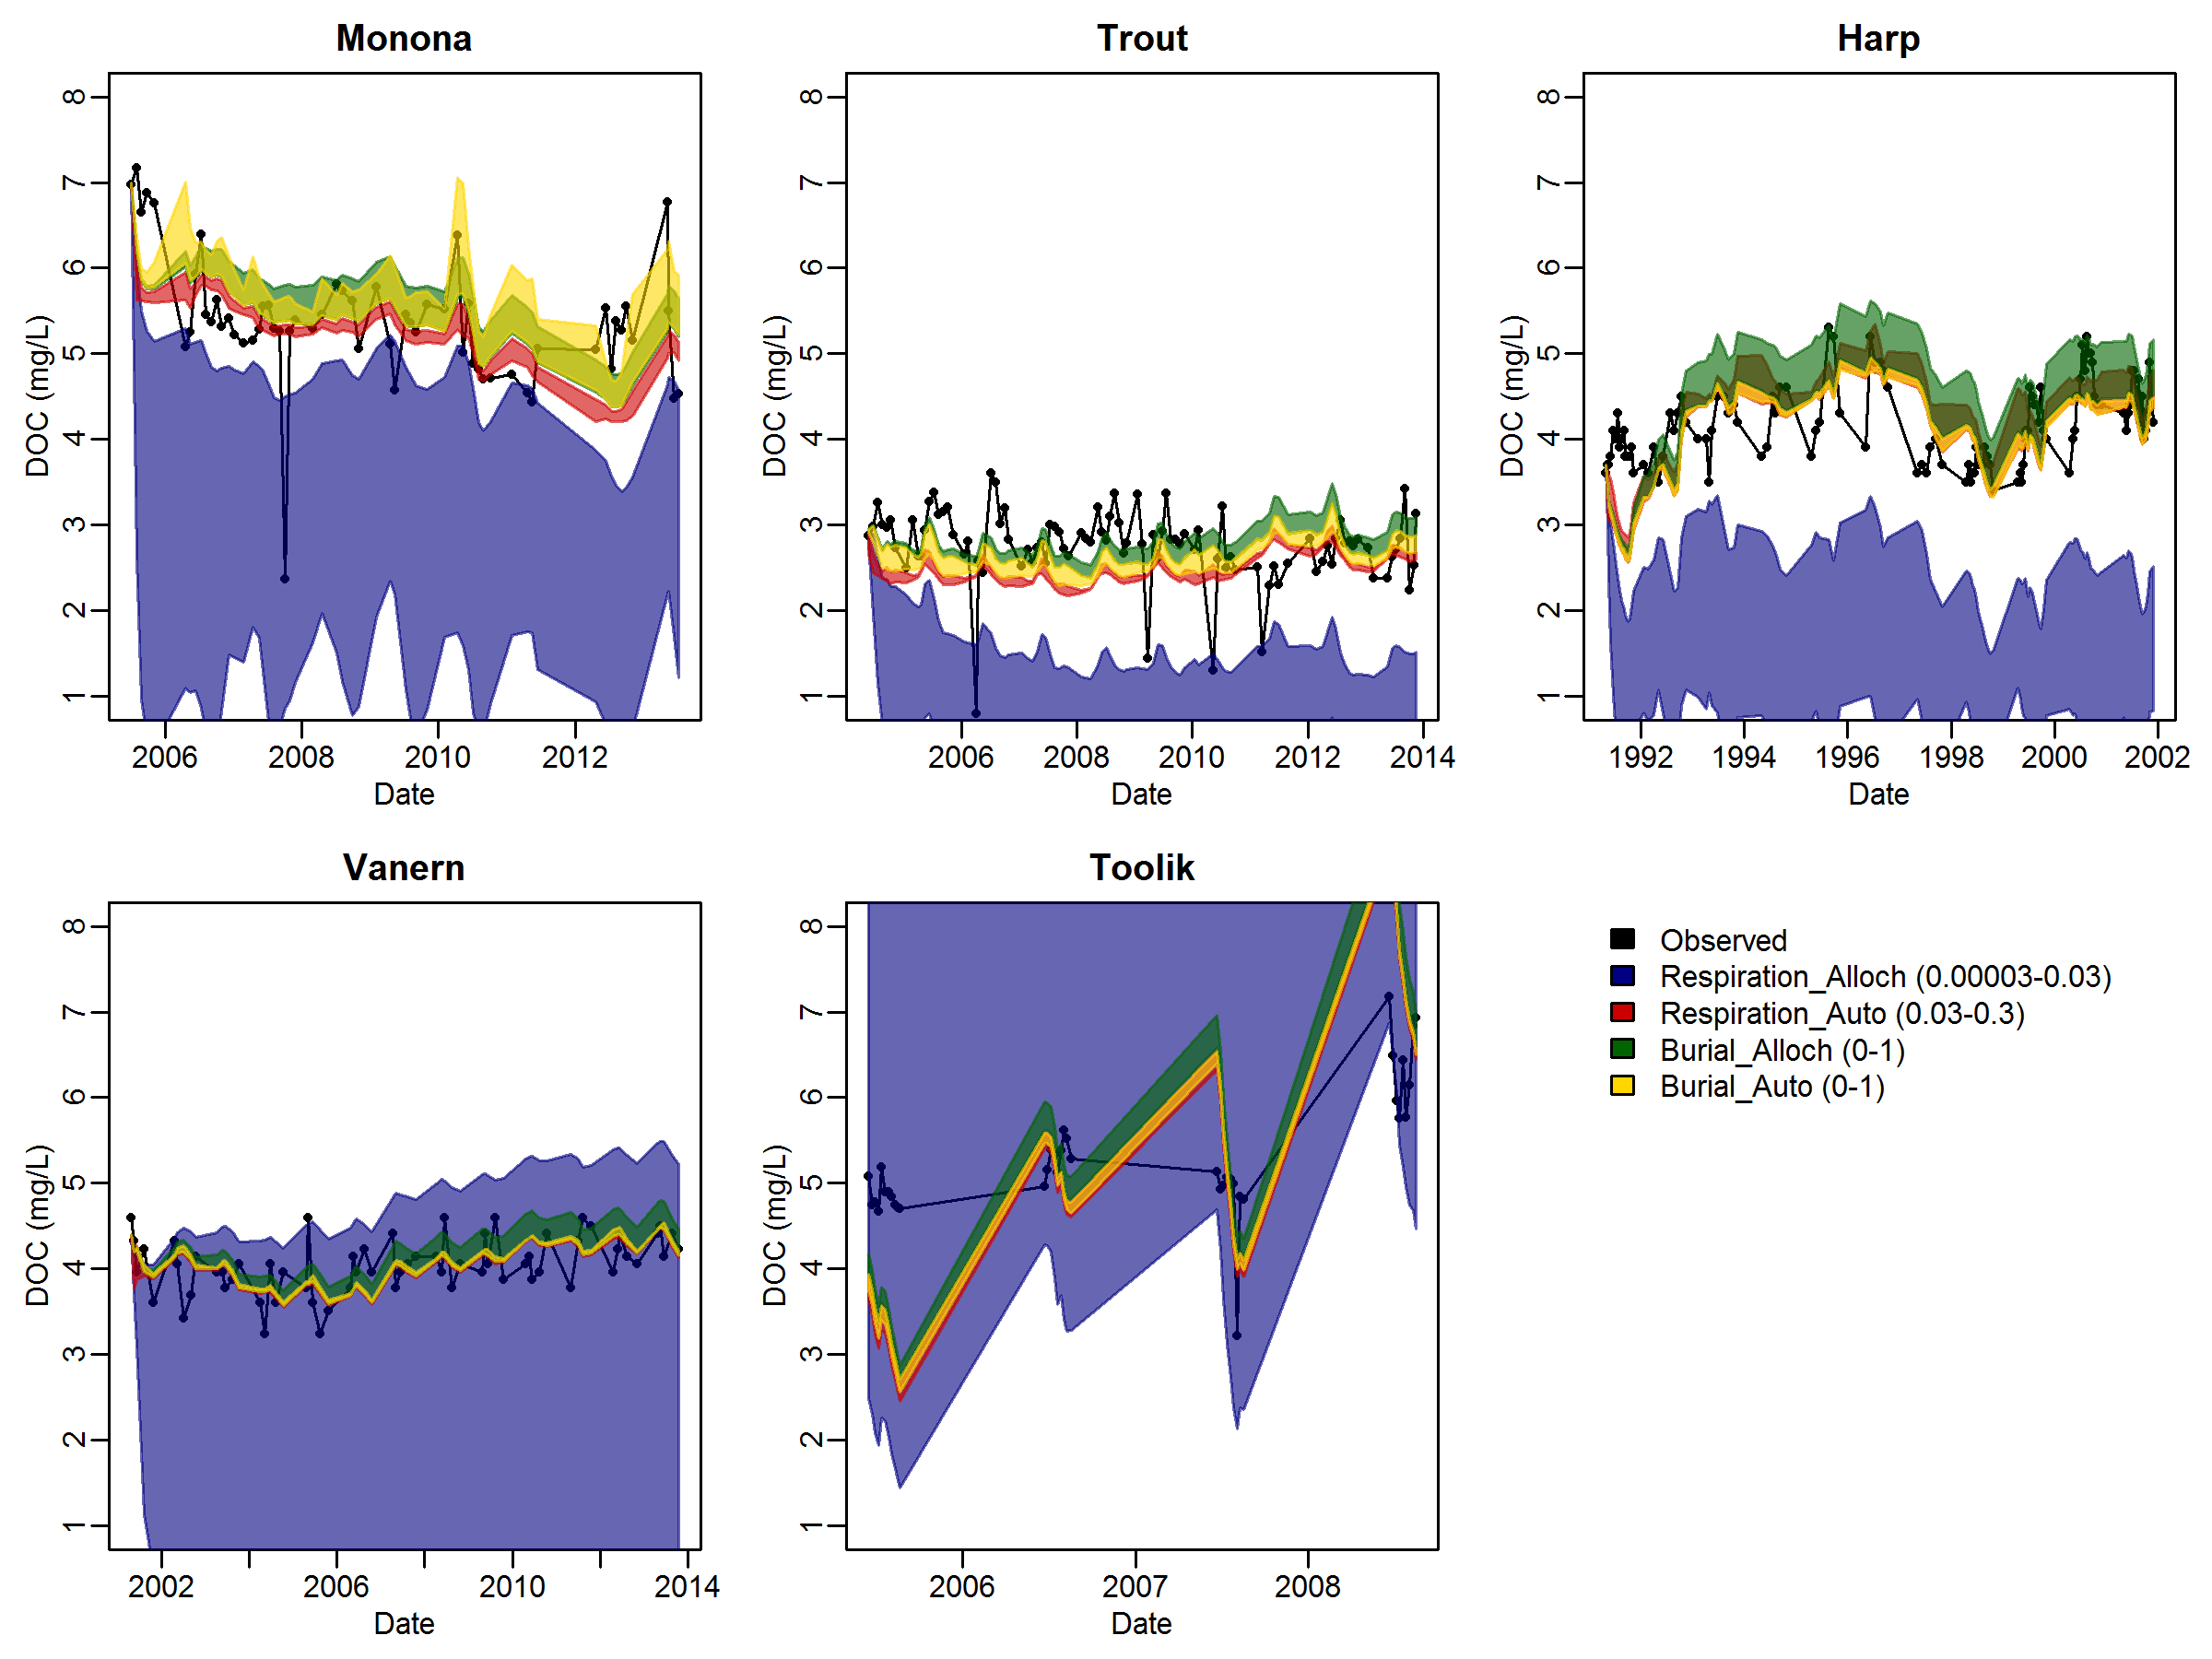 Monona
8
7
6
5
4
3
2
1
DOC (mg/L)
2006 2008 2010 2012
Date
Trout
8
7
6
5
4
3
2
1
DOC (mg/L)
2006 2008 2010 2012 2014
Date
Harp
8
7
6
5
4
3
2
1
DOC (mg/L)
1992 1994 1996 1998 2000 2002
Date
Vanern
8
7
6
5
4
3
2
1
DOC (mg/L)
2002 2006 2010 2014
Date
Toolik
8
7
6
5
4
3
2
1
DOC (mg/L)
2006 2007 2008
Date
Observed
Respiration_Alloch (0.00003-0.03)
Respiration_Auto (0.03-0.3)
Burial_Alloch (0-1)
Burial_Auto (0-1)